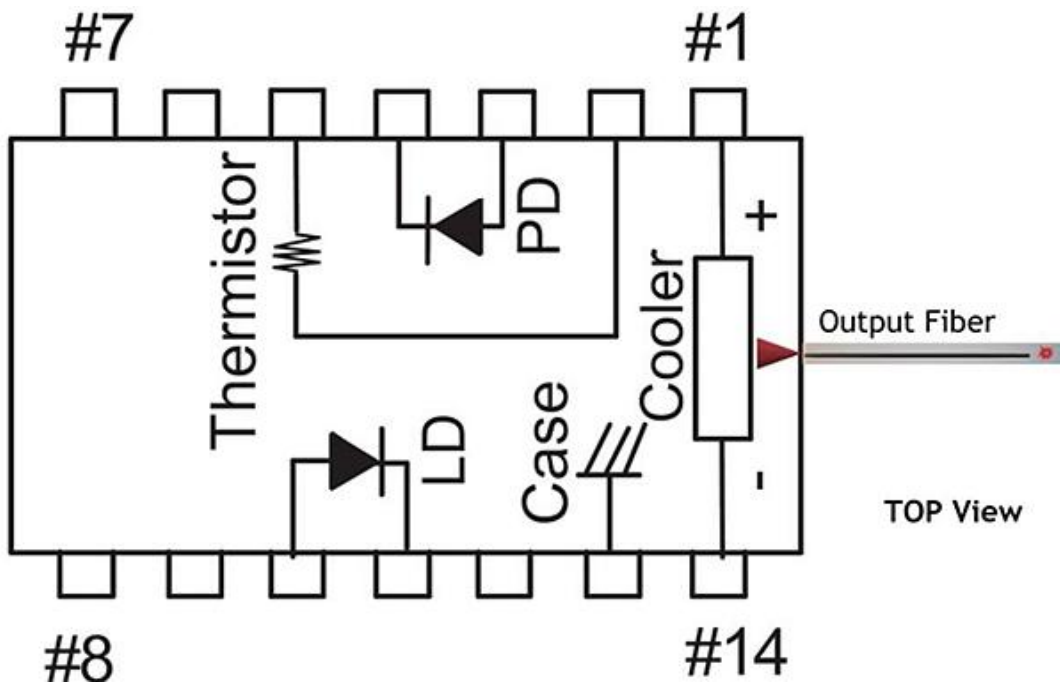 #7
#1
Thermistor
PD
+
Cooler
Output Fiber
LD
Case
-
TOP View
#8
#14